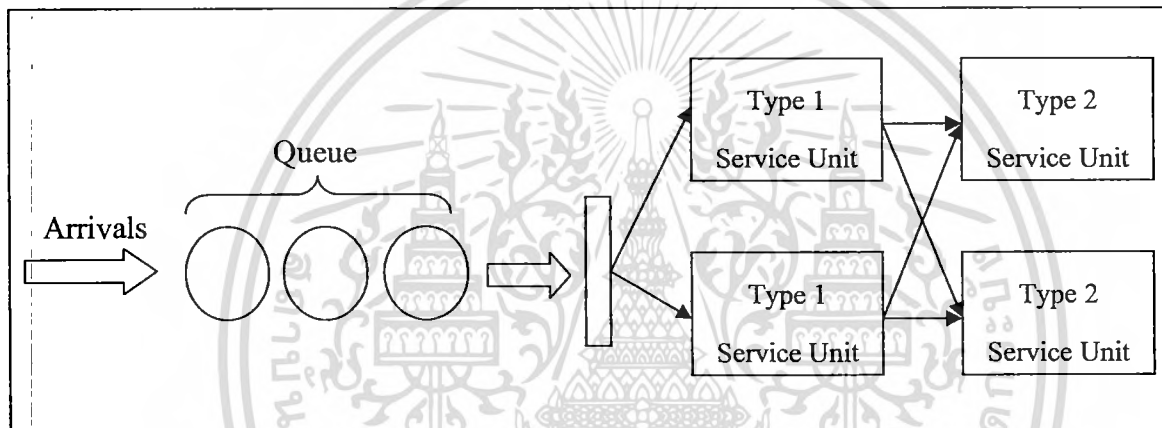 Type 1
Service Unit
Type 2
Service Unit
Queue
Arrivals
Type 1
Service Unit
Type 2
Service Unit